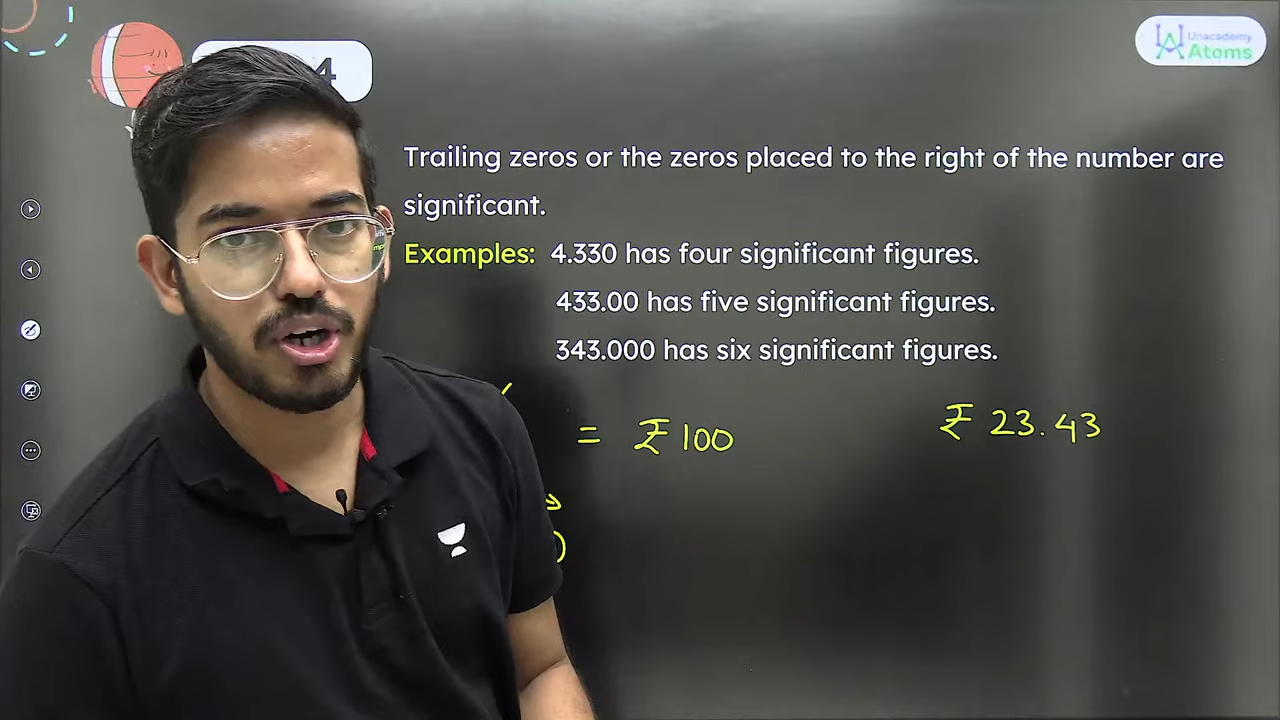 4
Unacademy
Atoms
Trailing zeros or the zeros placed to the right of the number are
significant.
Examples: 4.330 has four significant figures.
433.00 has five significant figures.
343.000 has six significant figures.
= ₹ 100
₹ 23.43